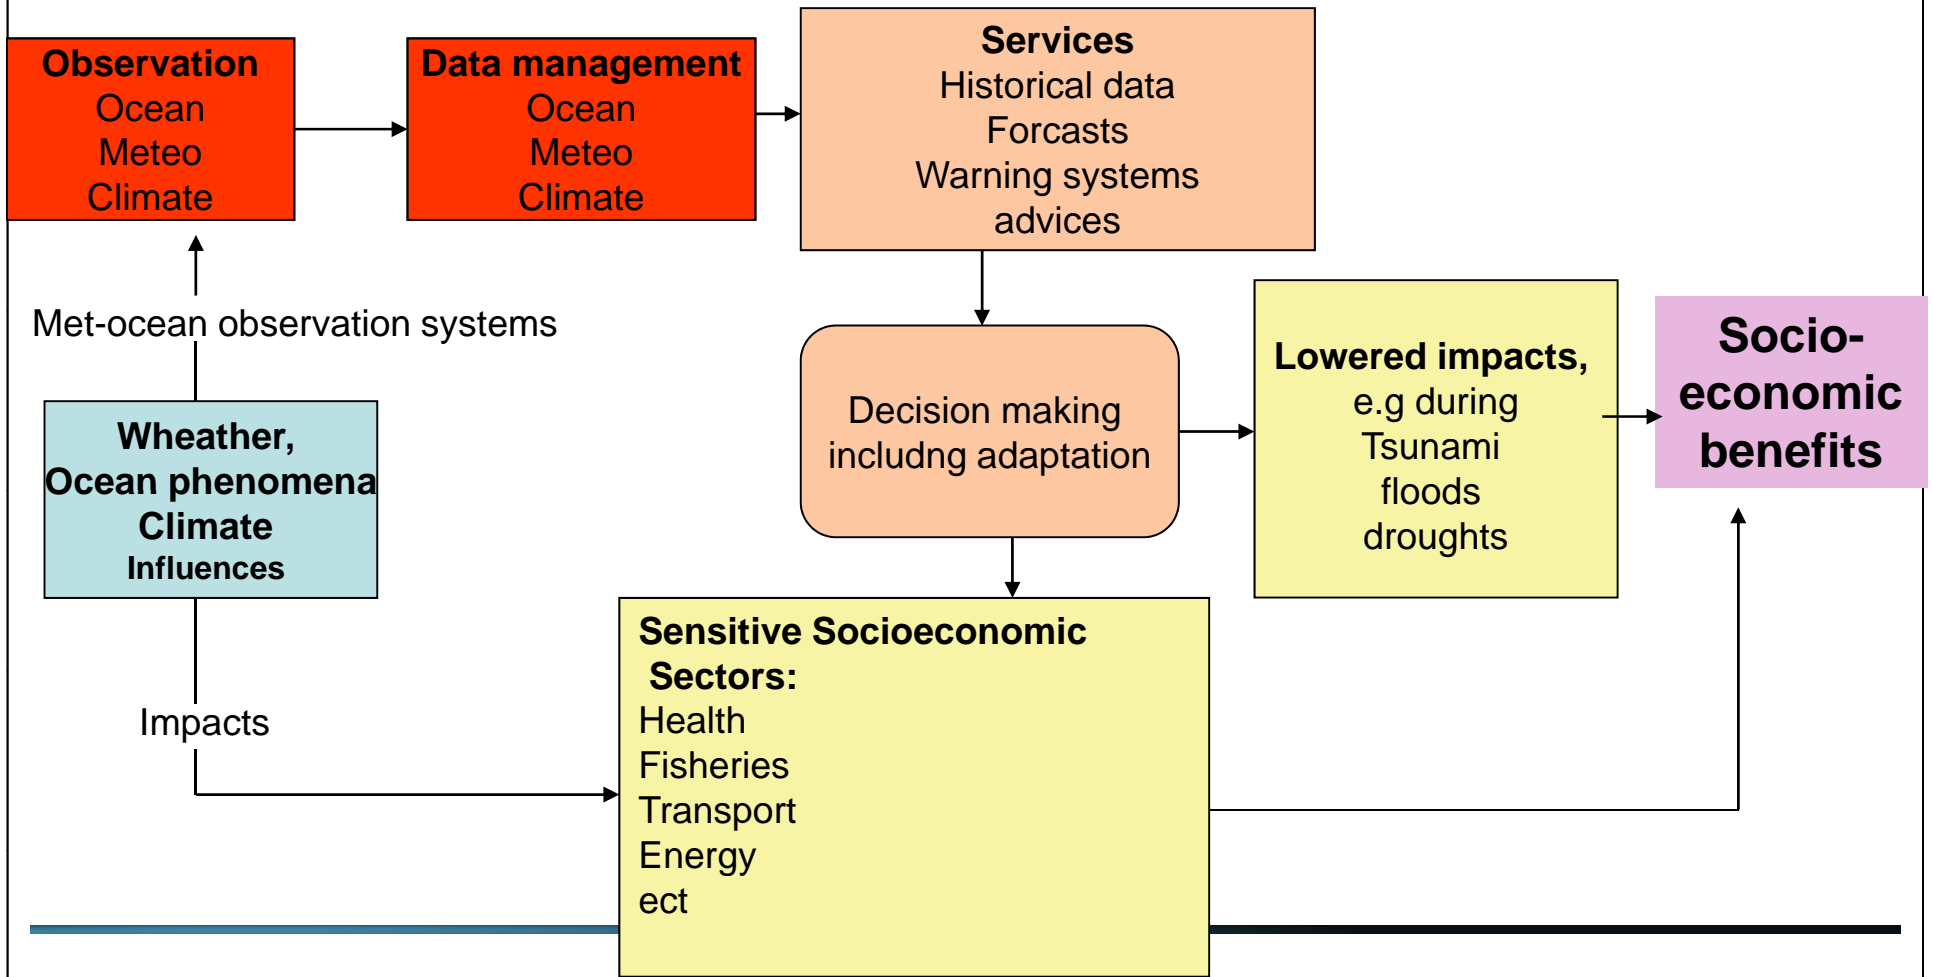 Observation
Ocean
Meteo
Climate
Data management
Ocean
Meteo
Climate
Services
Historical data
Forcasts
Warning systems
advices
Met-ocean observation systems
Wheather,
Ocean phenomena
Climate
Influences
Impacts
Decision making
includng adaptation
Lowered impacts,
e.g during
Tsunami
floods
droughts
Socio-
economic
benefits
Sensitive Socioeconomic
Sectors:
Health
Fisheries
Transport
Energy
ect